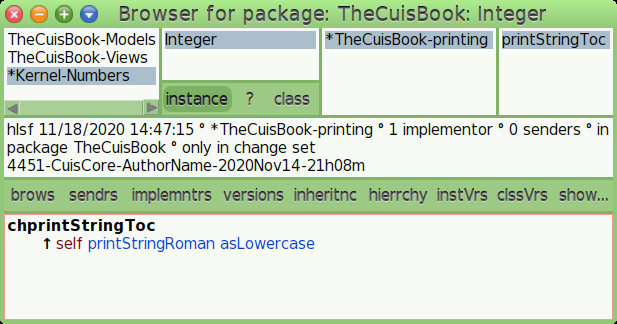 Browser for package: TheCuisBook: Integer
TheCuisBook-Models
TheCuisBook-Views
*Kernel-Numbers
Integer
instance ? class
*TheCuisBook-printing
printStringToc
hlsf 11/18/2020 14:47:15 ° *TheCuisBook-printing ° 1 implementor ° 0 senders ° in
package TheCuisBook ° only in change set
4451-CuisCore-AuthorName-2020Nov14-21h08m
brows sendrs implemntrs versions inheritnc hierrchy instVrs clssVrs show...
chprintStringToc
↑ self printStringRoman asLowercase